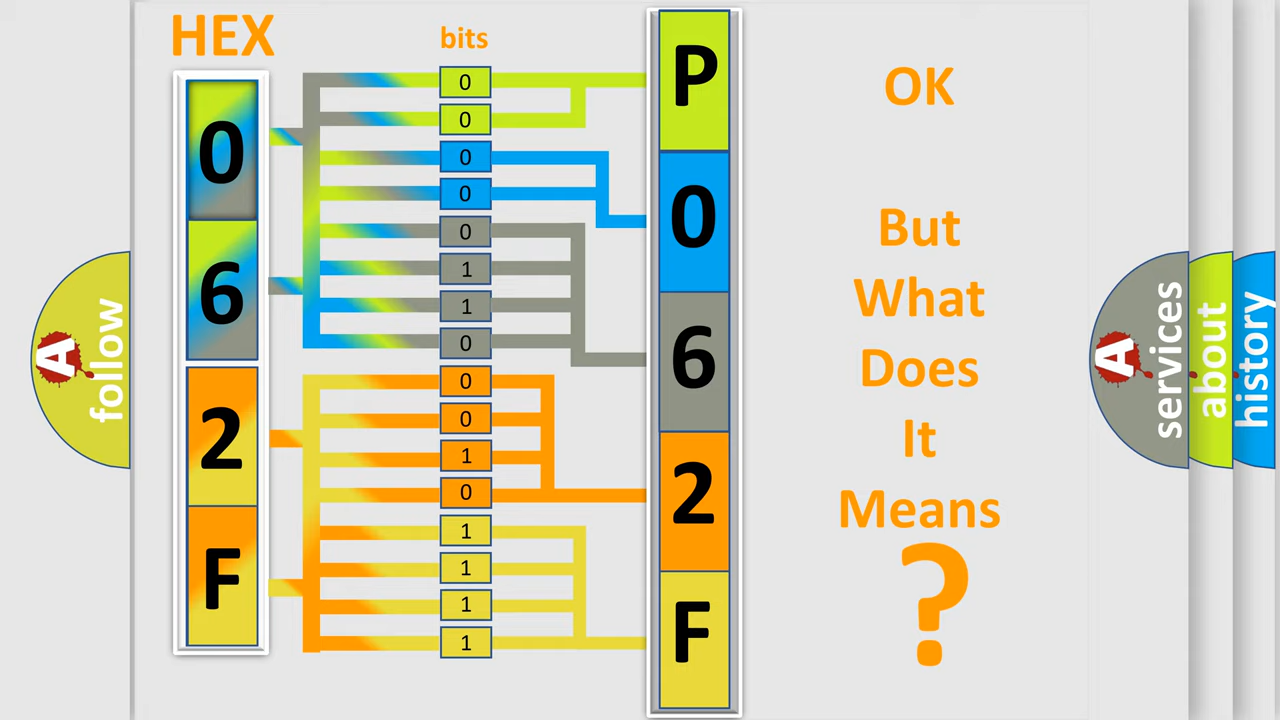 HEX
bits
0
6
2
F
0
0
0
0
0
1
1
0
0
0
1
0
1
1
1
1
P
0
6
2
F
OK
But
What
Does
It
Means
?
A
follow
A
services
about
history